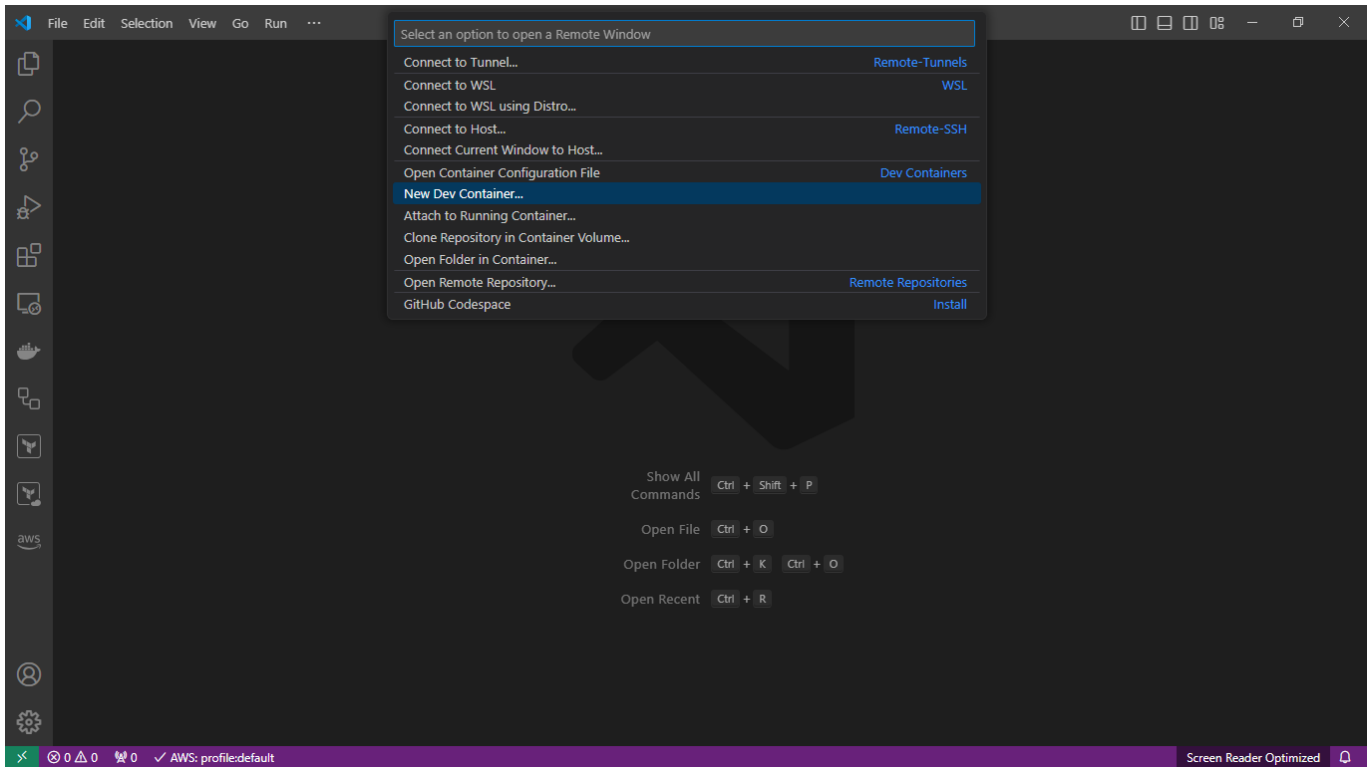 File Edit Selection View Go Run ···
Select an option to open a Remote Window
Connect to Tunnel... Remote-Tunnels
Connect to WSL WSL
Connect to WSL using Distro...
Connect to Host... Remote-SSH
Connect Current Window to Host...
Open Container Configuration File Dev Containers
New Dev Container...
Attach to Running Container...
Clone Repository in Container Volume...
Open Folder in Container...
Open Remote Repository... Remote Repositories
GitHub Codespace Install
aws
Show All
Commands Ctrl + Shift + P
Open File Ctrl + O
Open Folder Ctrl + K Ctrl + O
Open Recent Ctrl + R
0 0 0 AWS: profile:default Screen Reader Optimized